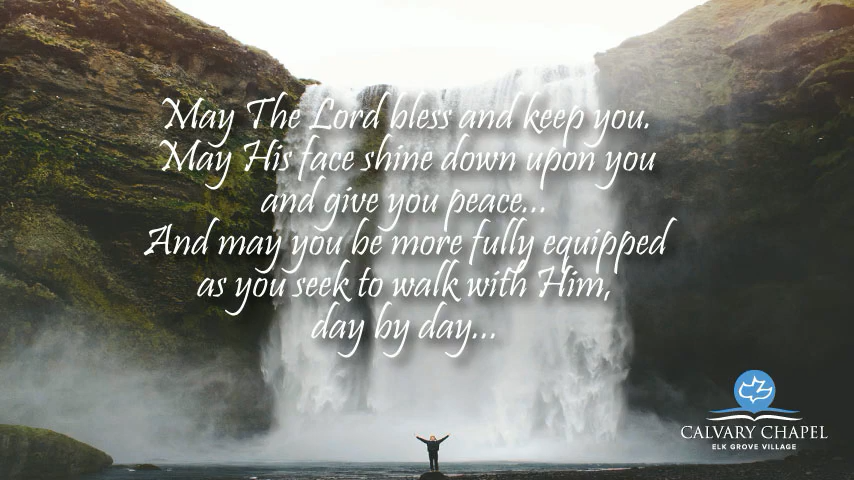 May The Lord bless and keep you.
May His face shine down upon you
and give you peace...
And may you be more fully equipped
as you seek to walk with Him,
day by day...
CALVARY CHAPEL
ELK GROVE VILLAGE